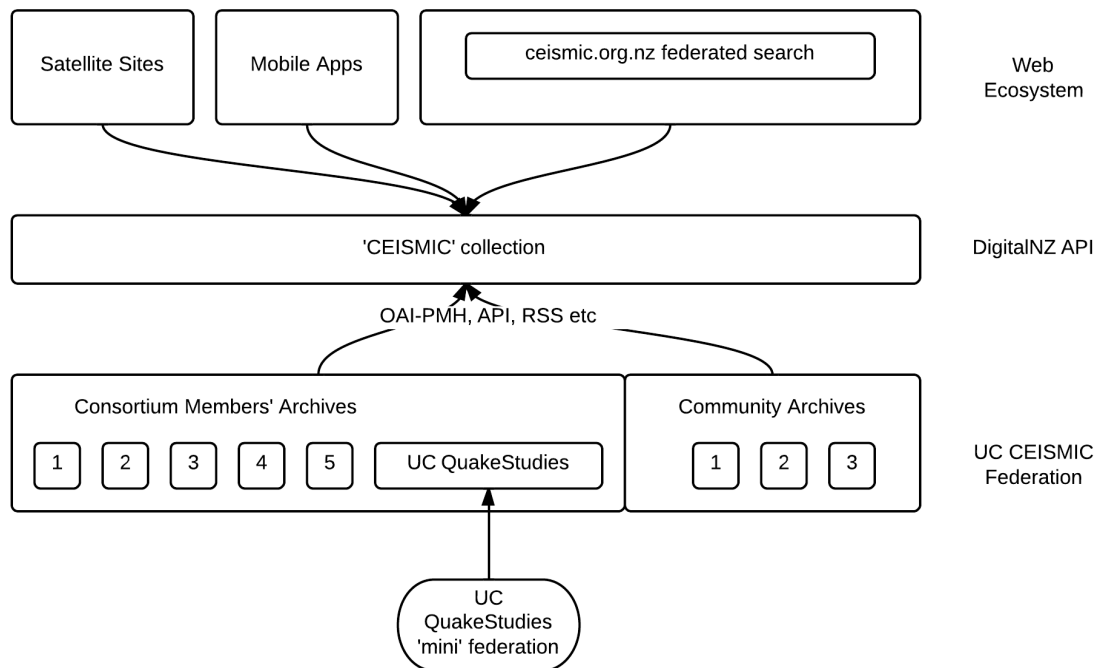 Satellite Sites
Mobile Apps
ceismic.org.nz federated search
Web
Ecosystem
'CEISMIC' collection
DigitalNZ API
OAI-PMH, API, RSS etc
Consortium Members' Archives
Community Archives
1 2 3 4 5 UC QuakeStudies
1 2 3
UC CEISMIC
Federation
UC
QuakeStudies
'mini' federation